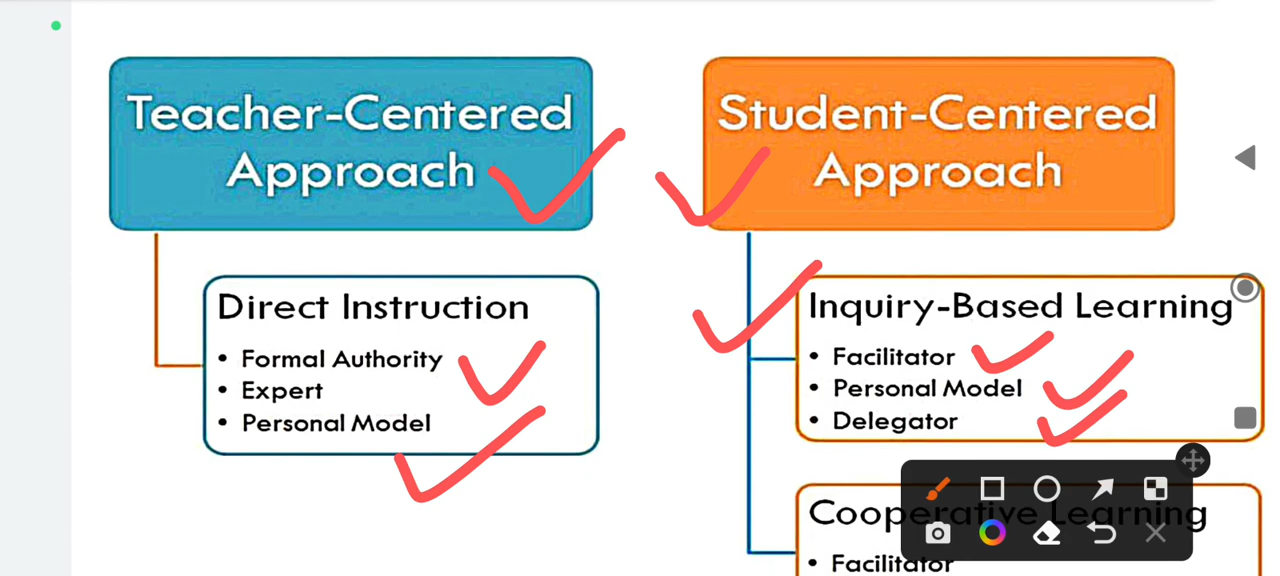 Teacher-Centered
Approach
Direct Instruction
• Formal Authority
• Expert
• Personal Model
Student-Centered
Approach
Inquiry-Based Learning
• Facilitator
• Personal Model
• Delegator
Cooperative Learning
• Facilitator